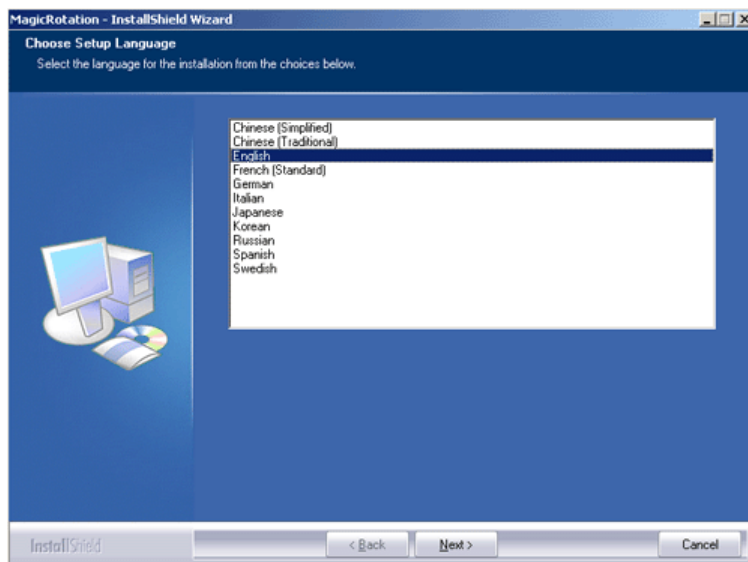 MagicRotation - InstallShield Wizard
Choose Setup Language
Select the language for the installation from the choices below.
Chinese (Simplified)
Chinese (Traditional)
English
French (Standard)
German
Italian
Japanese
Korean
Russian
Spanish
Swedish
InstallShield
< Back
Next >
Cancel